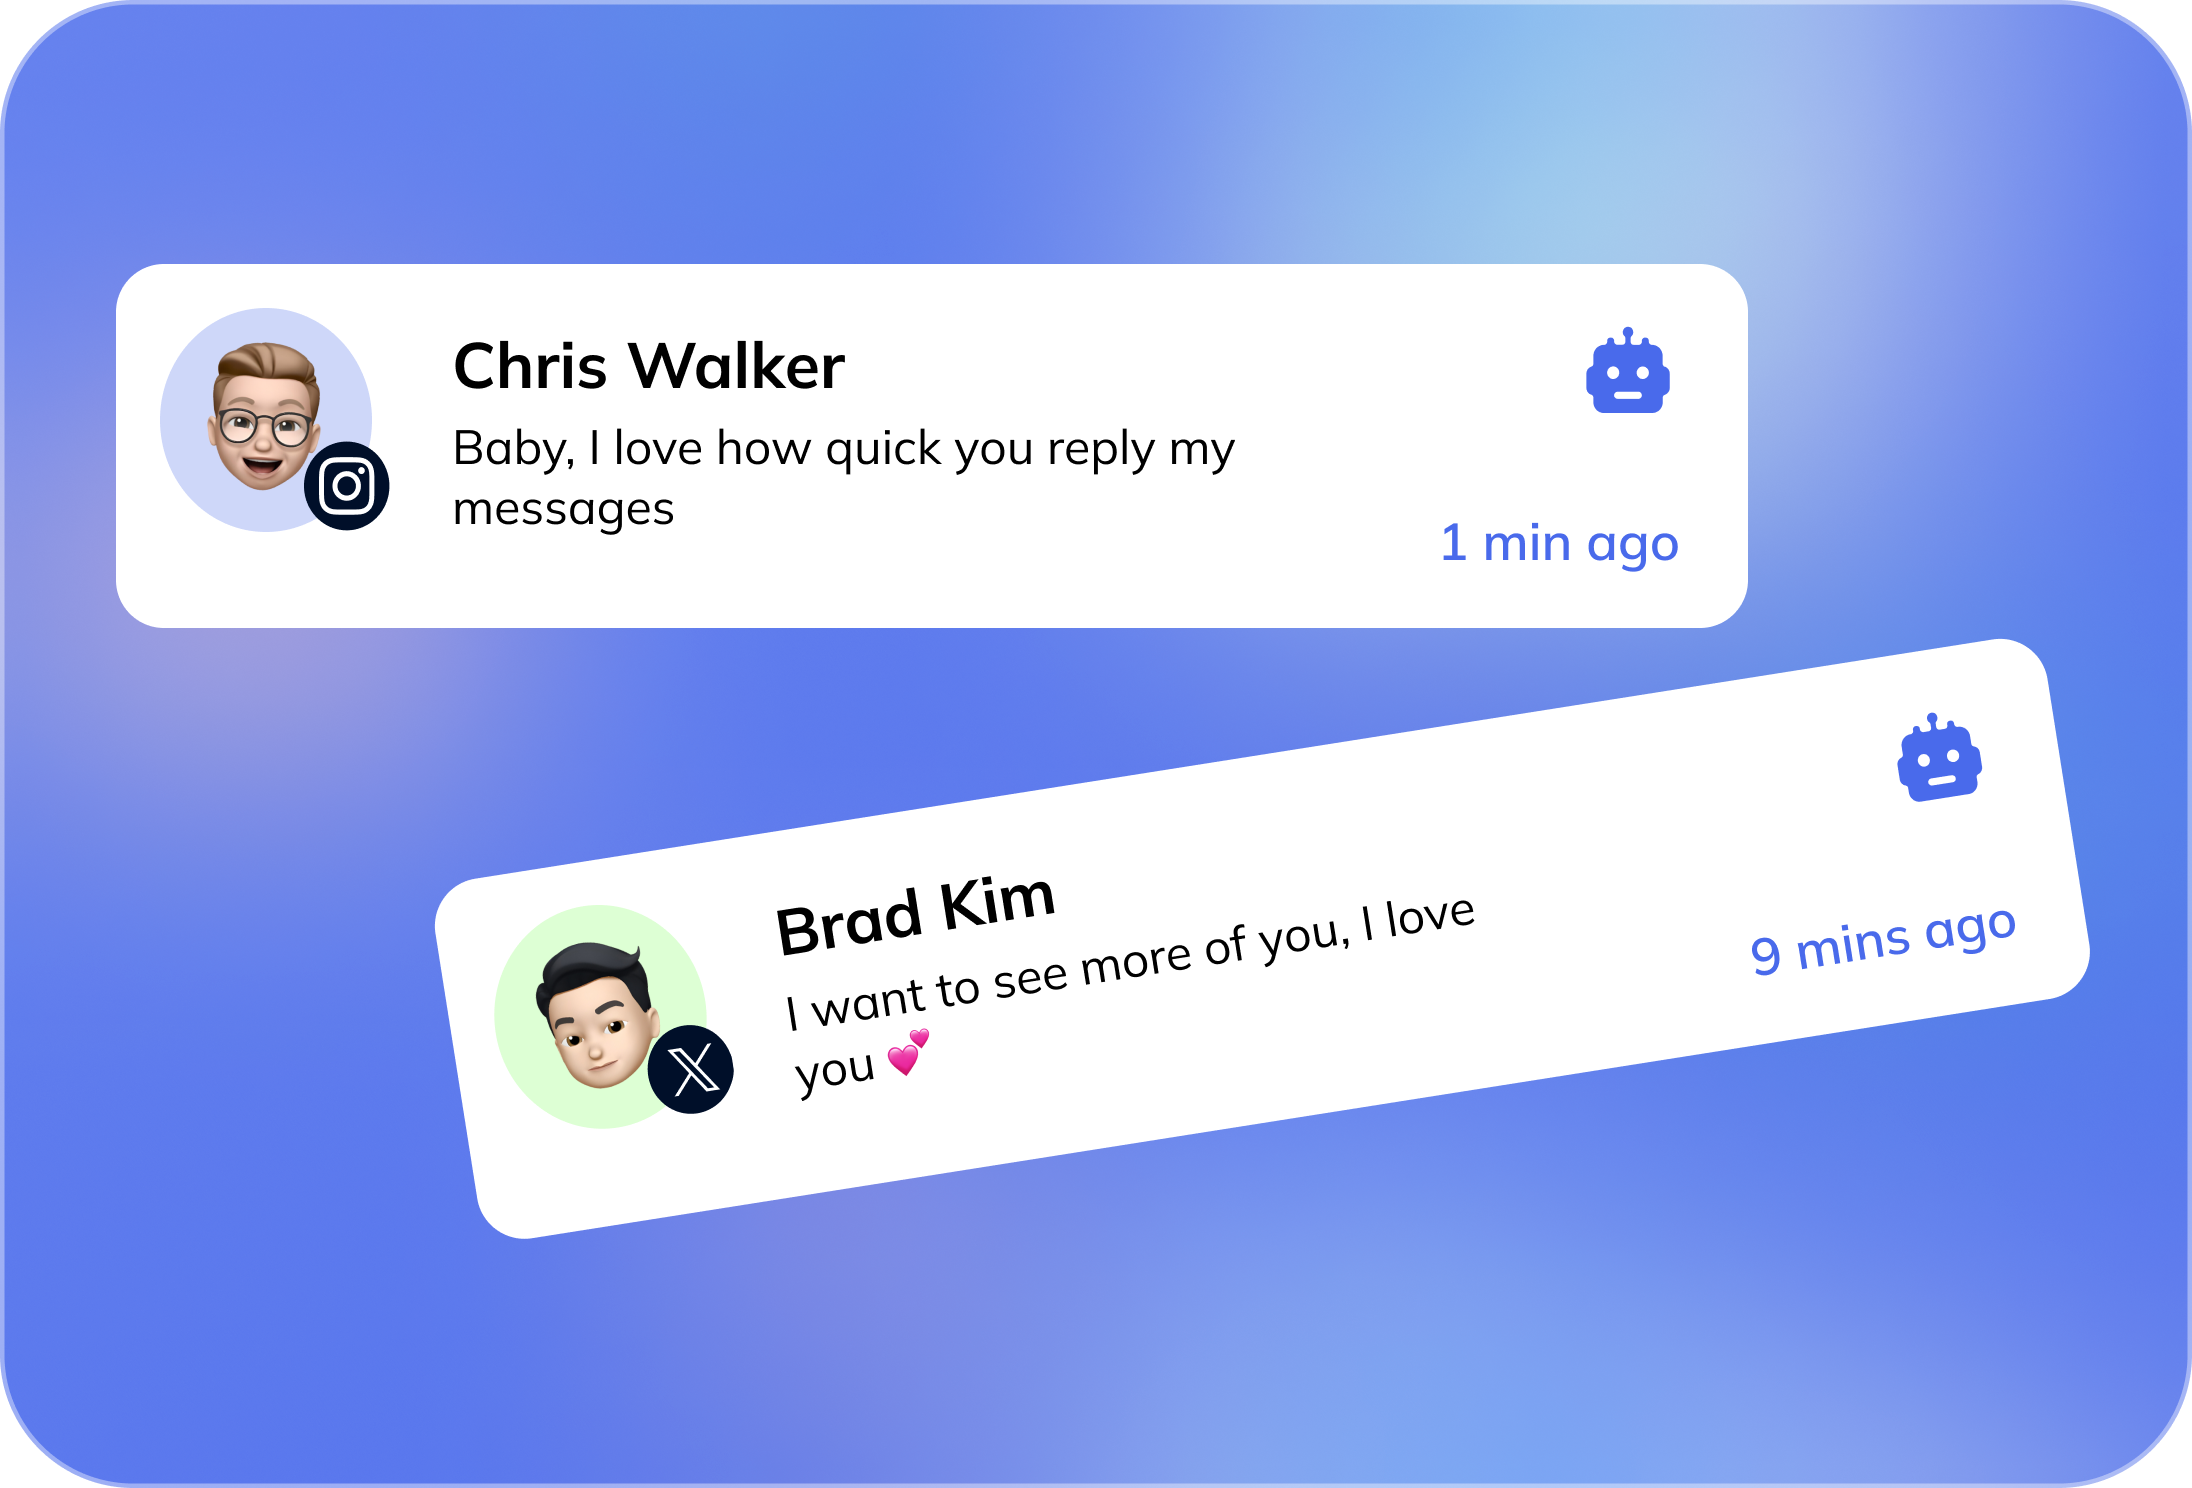 Chris Walker
Baby, I love how quick you reply my
messages
1 min ago
Brad Kim
I want to see more of you, I love
you 💕
9 mins ago